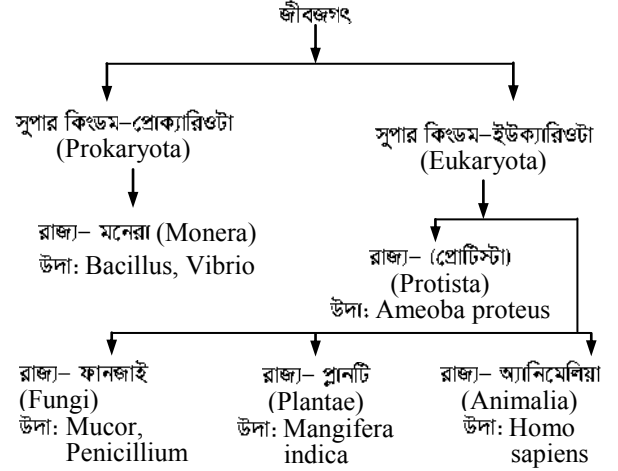 জীবজগৎ
সুপার কিংডম–প্রোক্যারিওটা
(Prokaryota)
সুপার কিংডম–ইউক্যারিওটা
(Eukaryota)
রাজ্য– মনেরা (Monera)
উদা: Bacillus, Vibrio
রাজ্য– (প্রোটিস্টা)
(Protista)
উদা: Ameoba proteus
রাজ্য– ফানজাই
(Fungi)
উদা: Mucor,
Penicillium
রাজ্য– প্লানটি
(Plantae)
উদা: Mangifera
indica
রাজ্য– অ্যানিমেলিয়া
(Animalia)
উদা: Homo
sapiens